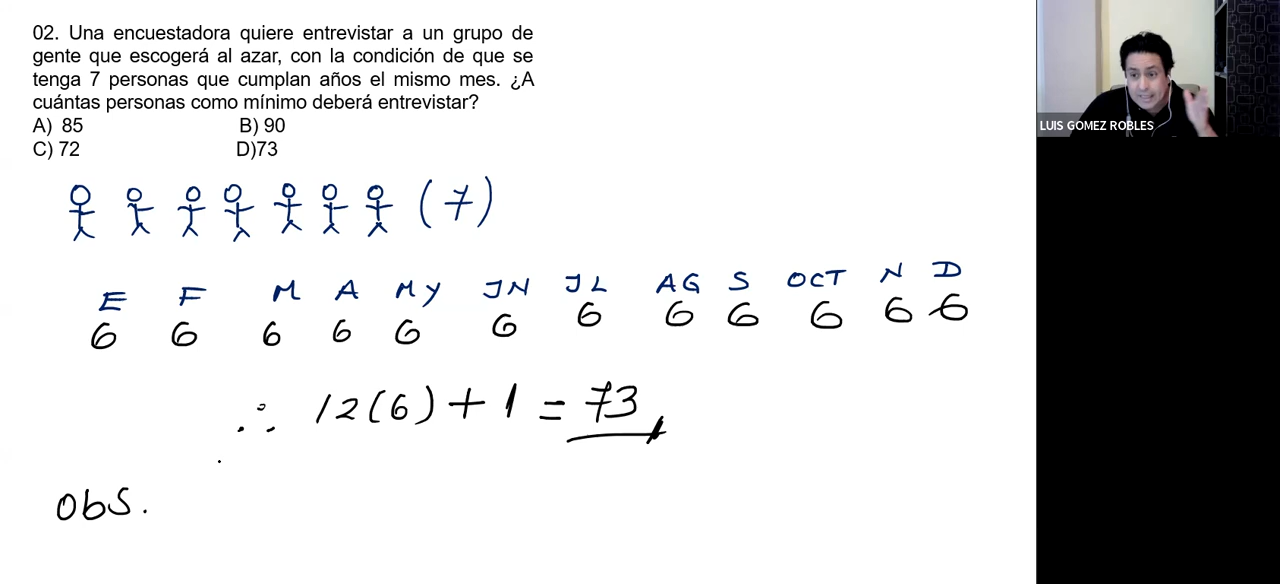 02. Una encuestadora quiere entrevistar a un grupo de
gente que escogerá al azar, con la condición de que se
tenga 7 personas que cumplan años el mismo mes. ¿A
cuántas personas como mínimo deberá entrevistar?
A) 85 B) 90
C) 72 D)73
(7)
E F M A MY JN JL AG S OCT N D
6 6 6 6 6 6 6 6 6 6 6 6
∴ 12(6) + 1 = 73
Obs.
LUIS GOMEZ ROBLES